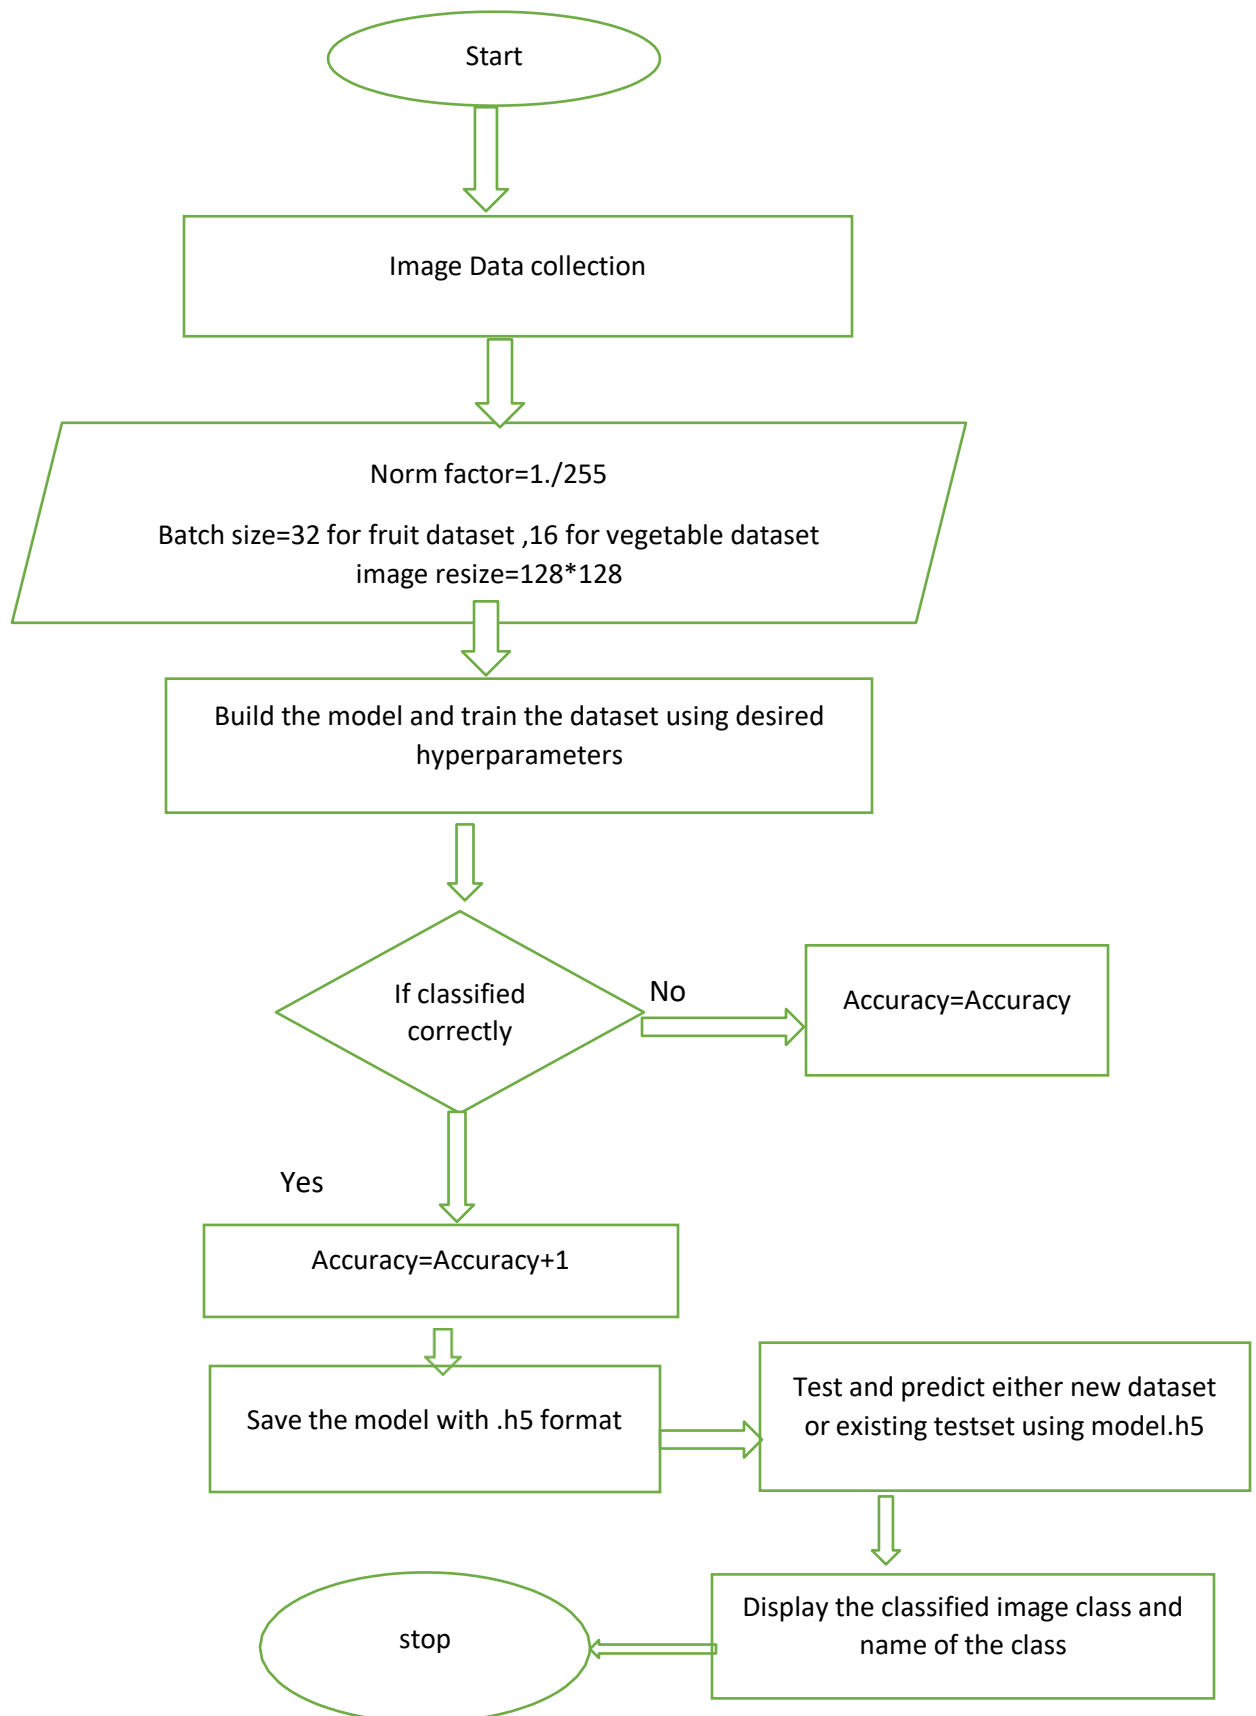 Start
Image Data collection
Norm factor=1./255
Batch size=32 for fruit dataset ,16 for vegetable dataset
image resize=128*128
Build the model and train the dataset using desired
hyperparameters
If classified
correctly
No
Accuracy=Accuracy
Yes
Accuracy=Accuracy+1
Save the model with .h5 format
Test and predict either new dataset
or existing testset using model.h5
Display the classified image class and
name of the class
stop